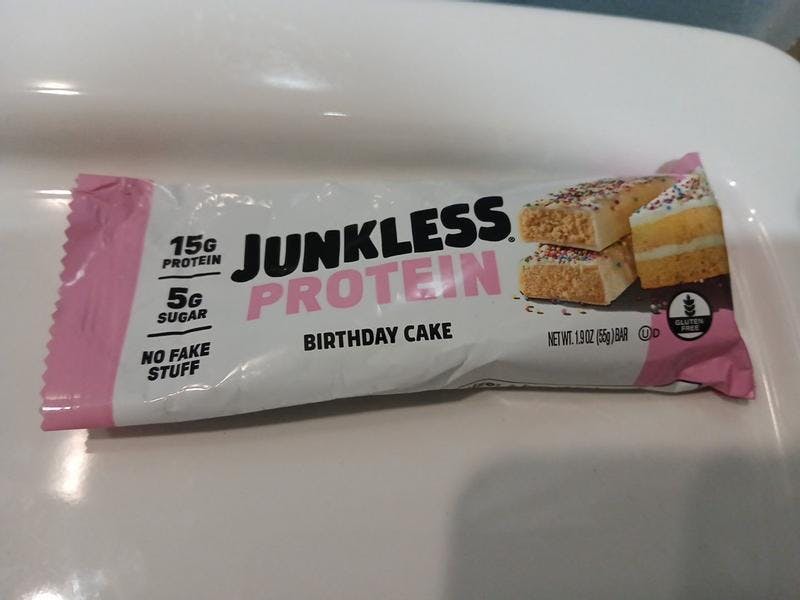 15G
PROTEIN
5G
SUGAR
NO FAKE
STUFF
JUNKLESS®
PROTEIN
BIRTHDAY CAKE
NET WT. 1.9 OZ (55g) BAR
U D
GLUTEN
FREE